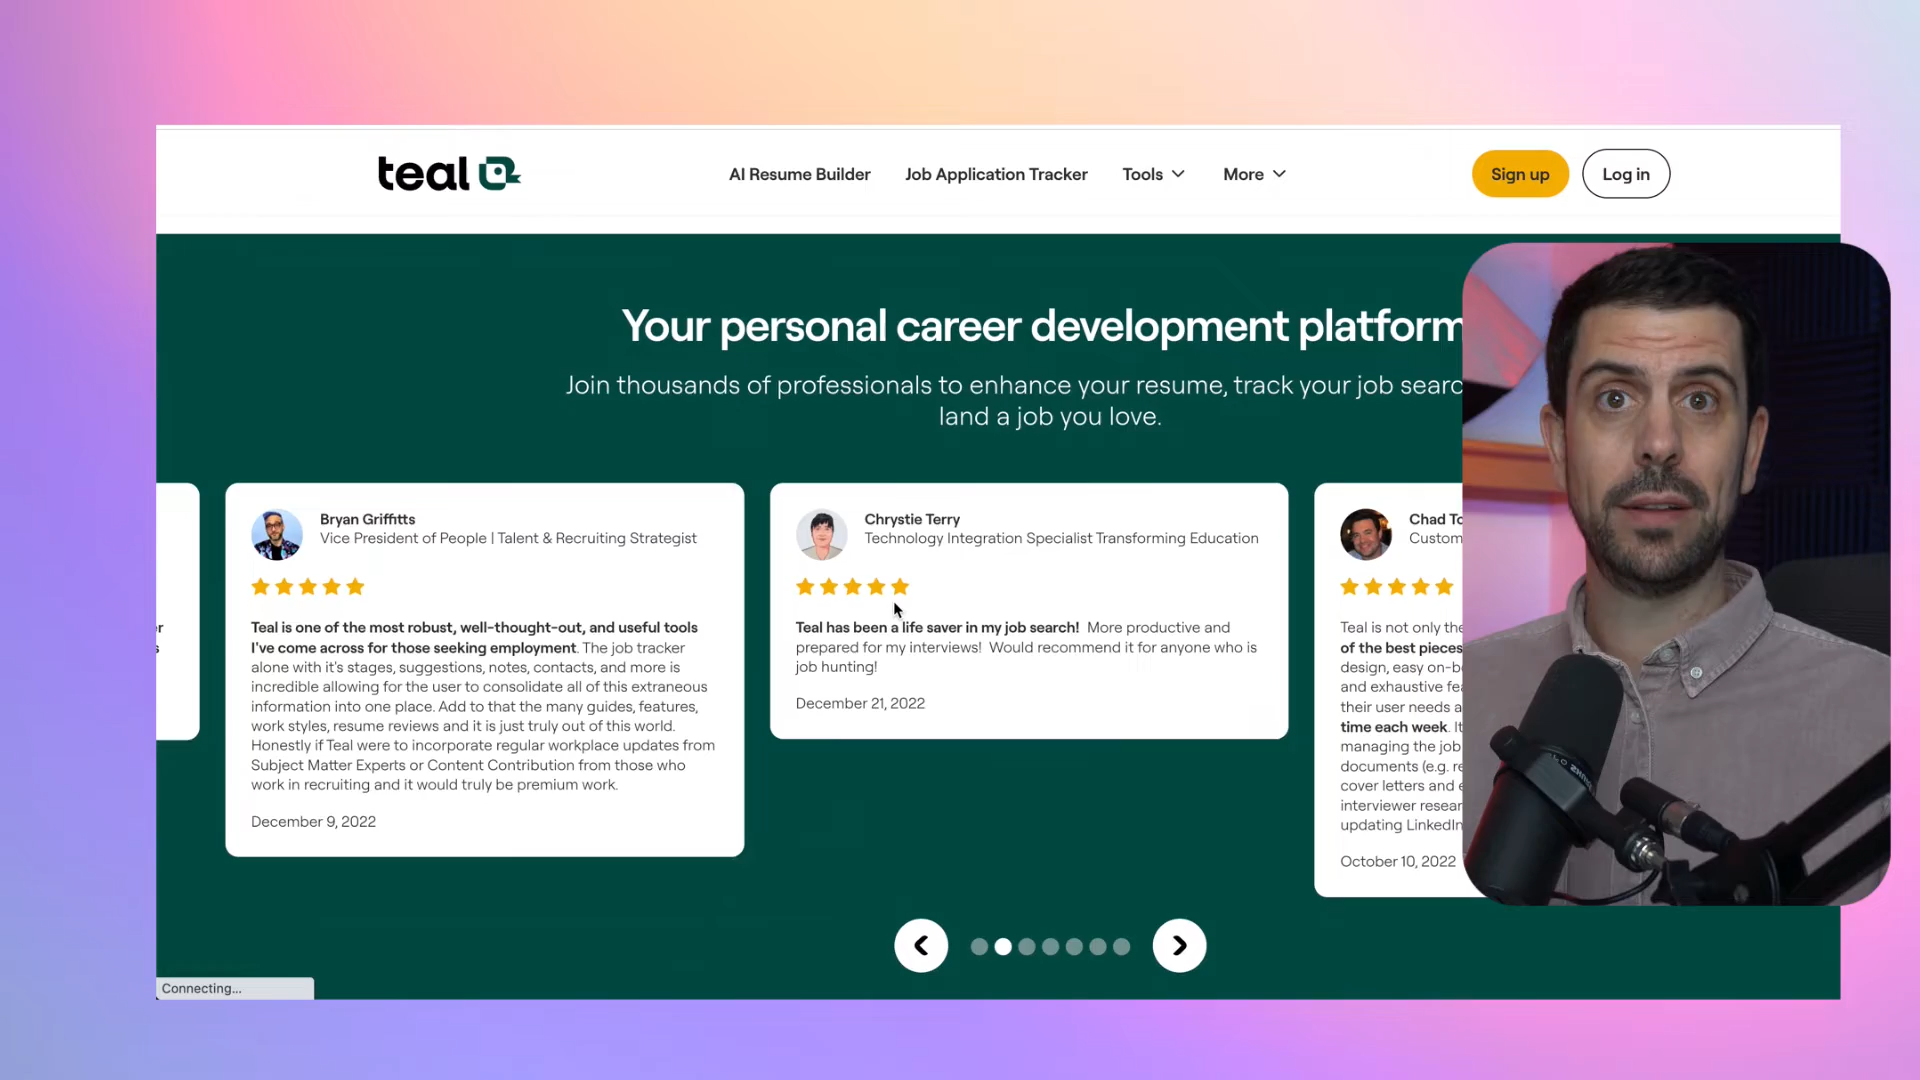 teal
AI Resume Builder
Job Application Tracker
Tools
More
Sign up
Log in
Your personal career development platform
Join thousands of professionals to enhance your resume, track your job
land a job you love.
Bryan Griffitts
Vice President of People | Talent & Recruiting Strategist
Teal is one of the most robust, well-thought-out, and useful tools
I've come across for those seeking employment. The job tracker
alone with it's stages, suggestions, notes, contacts, and more is
incredible allowing for the user to consolidate all of this extraneous
information into one place. Add to that the many guides, features,
work styles, resume reviews and it is just truly out of this world.
Honestly if Teal were to incorporate regular workplace updates from
Subject Matter Experts or Content Contribution from those who
work in recruiting and it would truly be premium work.
December 9, 2022
Chrystie Terry
Technology Integration Specialist Transforming Education
Teal has been a life saver in my job search! More productive and
prepared for my interviews! Would recommend it for anyone who is
job hunting!
December 21, 2022
Chad
Teal is not only the
of the best pieces
design, easy
and exhaustive
their user needs
time each week.
managing the job
documents (e.g.
cover letters and
interviewer
updating LinkedIn
October 10, 2022
Connecting...